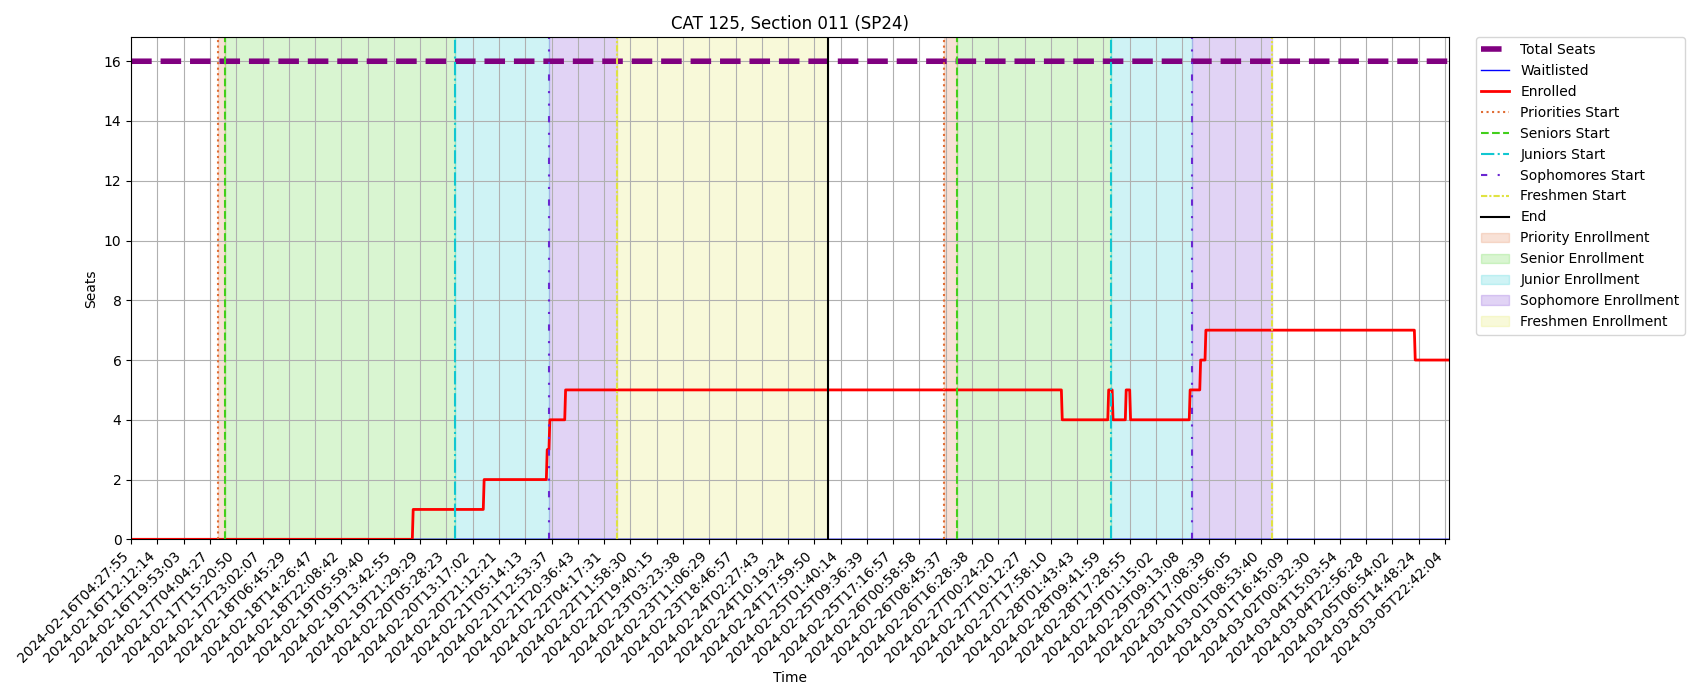 CAT 125, Section 011 (SP24)
Seats
16
14
12
10
8
6
4
2
0
2024-02-16T04:27:55
2024-02-16T12:12:14
2024-02-16T19:53:03
2024-02-17T04:04:27
2024-02-17T15:20:50
2024-02-17T23:02:07
2024-02-18T06:45:29
2024-02-18T14:26:47
2024-02-18T22:08:42
2024-02-19T05:59:40
2024-02-19T13:42:55
2024-02-19T21:29:29
2024-02-20T05:28:23
2024-02-20T13:17:02
2024-02-20T21:12:21
2024-02-21T05:14:13
2024-02-21T12:53:37
2024-02-21T20:36:43
2024-02-22T04:17:31
2024-02-22T11:58:30
2024-02-22T19:40:15
2024-02-23T03:23:38
2024-02-23T11:06:29
2024-02-23T18:46:57
2024-02-24T02:27:43
2024-02-24T10:19:24
2024-02-24T17:59:50
2024-02-25T01:40:14
2024-02-25T09:36:39
2024-02-25T17:16:57
2024-02-26T00:58:58
2024-02-26T08:45:37
2024-02-26T16:28:38
2024-02-27T00:24:20
2024-02-27T10:12:27
2024-02-27T17:58:10
2024-02-28T01:43:43
2024-02-28T09:41:59
2024-02-28T17:28:55
2024-02-29T01:15:02
2024-02-29T09:13:08
2024-02-29T17:08:39
2024-03-01T00:56:05
2024-03-01T08:53:40
2024-03-01T16:45:09
2024-03-02T00:32:30
2024-03-04T15:03:54
2024-03-04T22:56:28
2024-03-05T06:54:02
2024-03-05T14:48:24
2024-03-05T22:42:04
Time
Total Seats
Waitlisted
Enrolled
Priorities Start
Seniors Start
Juniors Start
Sophomores Start
Freshmen Start
End
Priority Enrollment
Senior Enrollment
Junior Enrollment
Sophomore Enrollment
Freshmen Enrollment